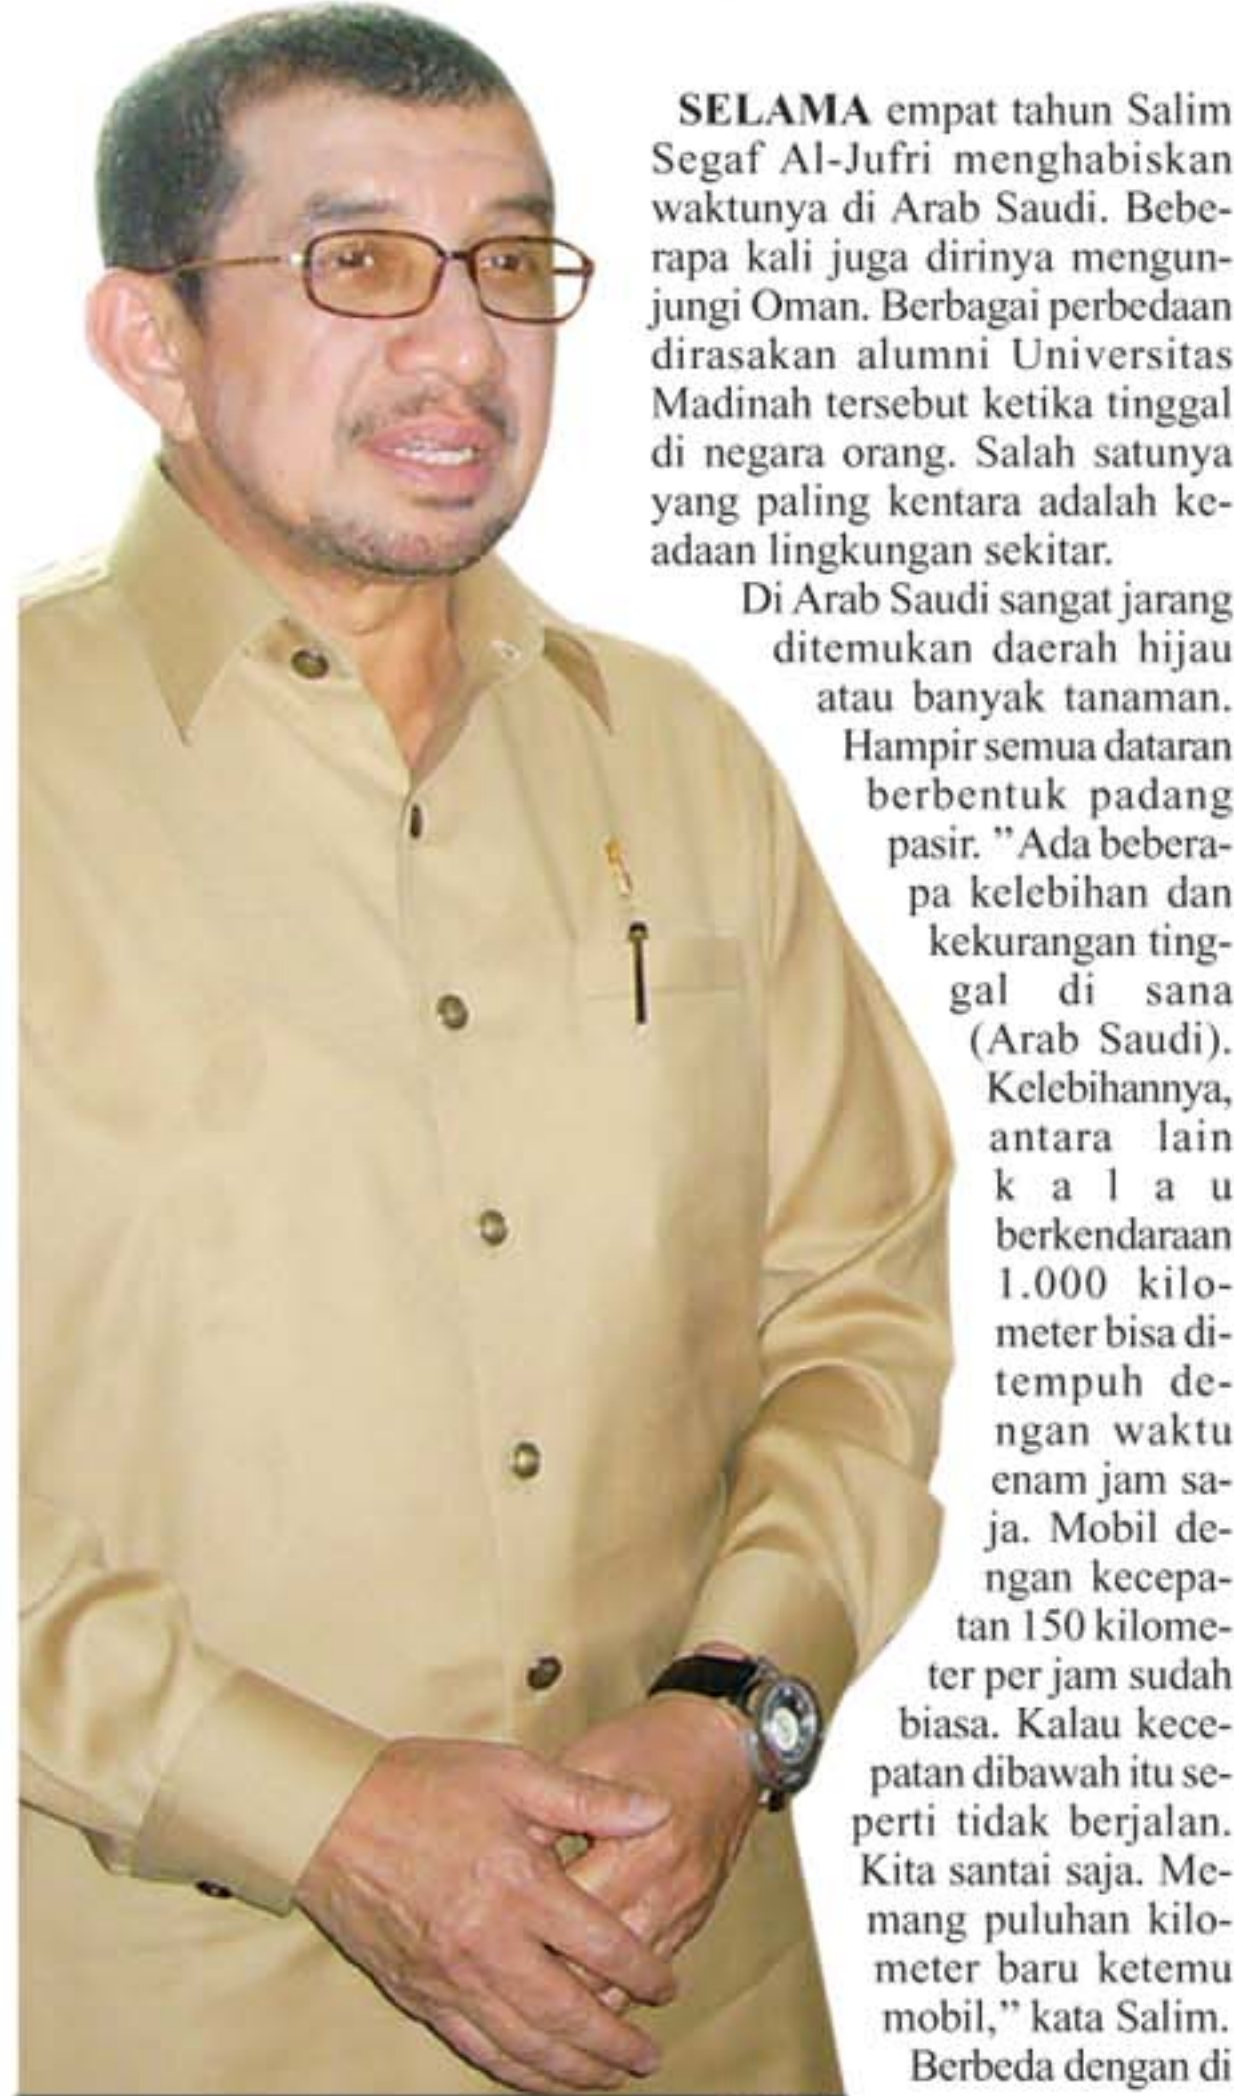 SELAMA empat tahun Salim
Segaf Al-Jufri menghabiskan
waktunya di Arab Saudi. Bebe-
rapa kali juga dirinya mengun-
jungi Oman. Berbagai perbedaan
dirasakan alumni Universitas
Madinah tersebut ketika tinggal
di negara orang. Salah satunya
yang paling kentara adalah ke-
adaan lingkungan sekitar.
Di Arab Saudi sangat jarang
ditemukan daerah hijau
atau banyak tanaman.
Hampir semua dataran
berbentuk padang
pasir. ”Ada bebera-
pa kelebihan dan
kekurangan ting-
gal di sana
(Arab Saudi).
Kelebihannya,
antara lain
k a l a u
berkendaraan
1.000 kilo-
meter bisa di-
tempuh de-
ngan waktu
enam jam sa-
ja. Mobil de-
ngan kecepa-
tan 150 kilome-
ter per jam sudah
biasa. Kalau kece-
patan dibawah itu se-
perti tidak berjalan.
Kita santai saja. Me-
mang puluhan kilo-
meter baru ketemu
mobil,” kata Salim.
Berbeda dengan di